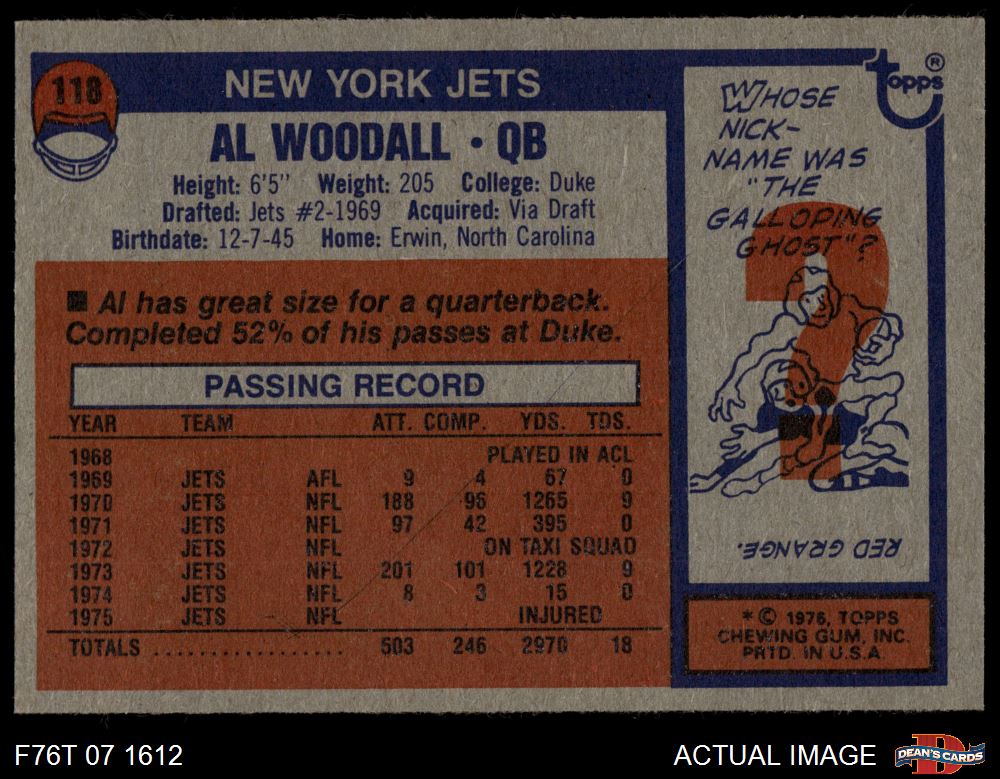 118
NEW YORK JETS
AL WOODALL • QB
Height: 6'5" Weight: 205 College: Duke
Drafted: Jets #2-1969 Acquired: Via Draft
Birthdate: 12-7-45 Home: Erwin, North Carolina
■ Al has great size for a quarterback.
Completed 52% of his passes at Duke.
PASSING RECORD
YEAR TEAM ATT. COMP. YDS. TDS.
1968 PLAYED IN ACL
1969 JETS AFL 9 4 67 0
1970 JETS NFL 188 96 1265 9
1971 JETS NFL 97 42 395 0
1972 JETS NFL ON TAXI SQUAD
1973 JETS NFL 201 101 1228 9
1974 JETS NFL 8 3 15 0
1975 JETS NFL INJURED
TOTALS .................. 503 246 2970 18
Topps®
WHOSE
NICK-
NAME WAS
"THE
GALLOPING
GHOST"?
?
RED GRANGE.
* © 1976, TOPPS
CHEWING GUM, INC.
PRTD. IN U.S.A.
F76T 07 1612
ACTUAL IMAGE
DEAN'S CARDS